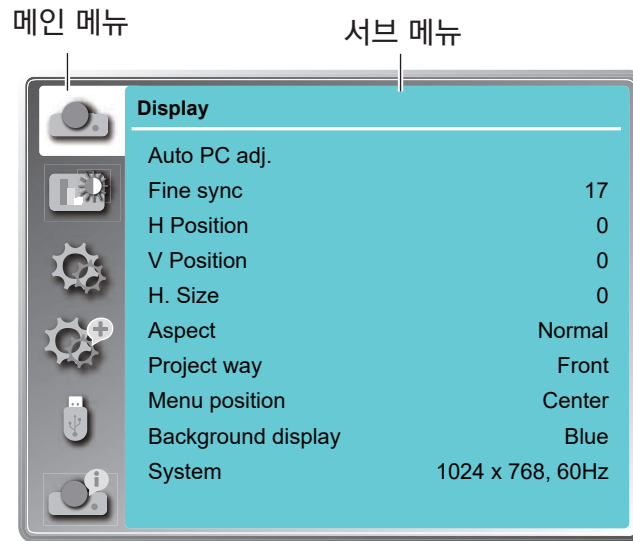 메인 메뉴
서브 메뉴
Display
Auto PC adj.
Fine sync 17
H Position 0
V Position 0
H. Size 0
Aspect Normal
Project way Front
Menu position Center
Background display Blue
System 1024 x 768, 60Hz